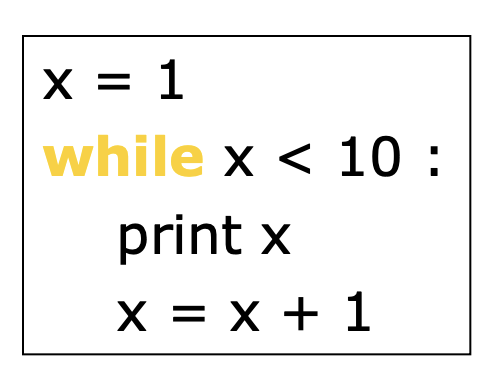 x = 1
while x < 10 :
    print x
    x = x + 1